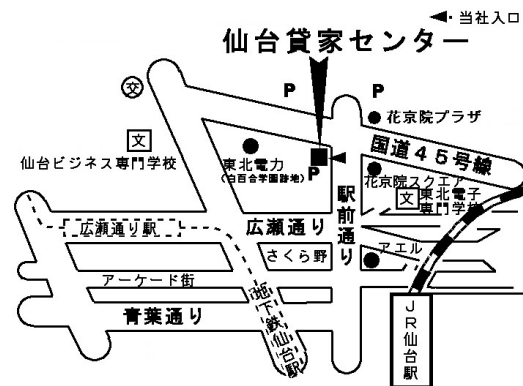 ◀・当社入口
仙台貸家センター
P
P
交
花京院プラザ
文
仙台ビジネス専門学校
東北電力
(白百合学園跡地)
P
国道45号線
花京院スクエア
文
東北電子
専門学校
駅前通り
広瀬通り駅
広瀬通り
さくら野
アエル
アーケード街
青葉通り
地下鉄仙台駅
JR仙台駅